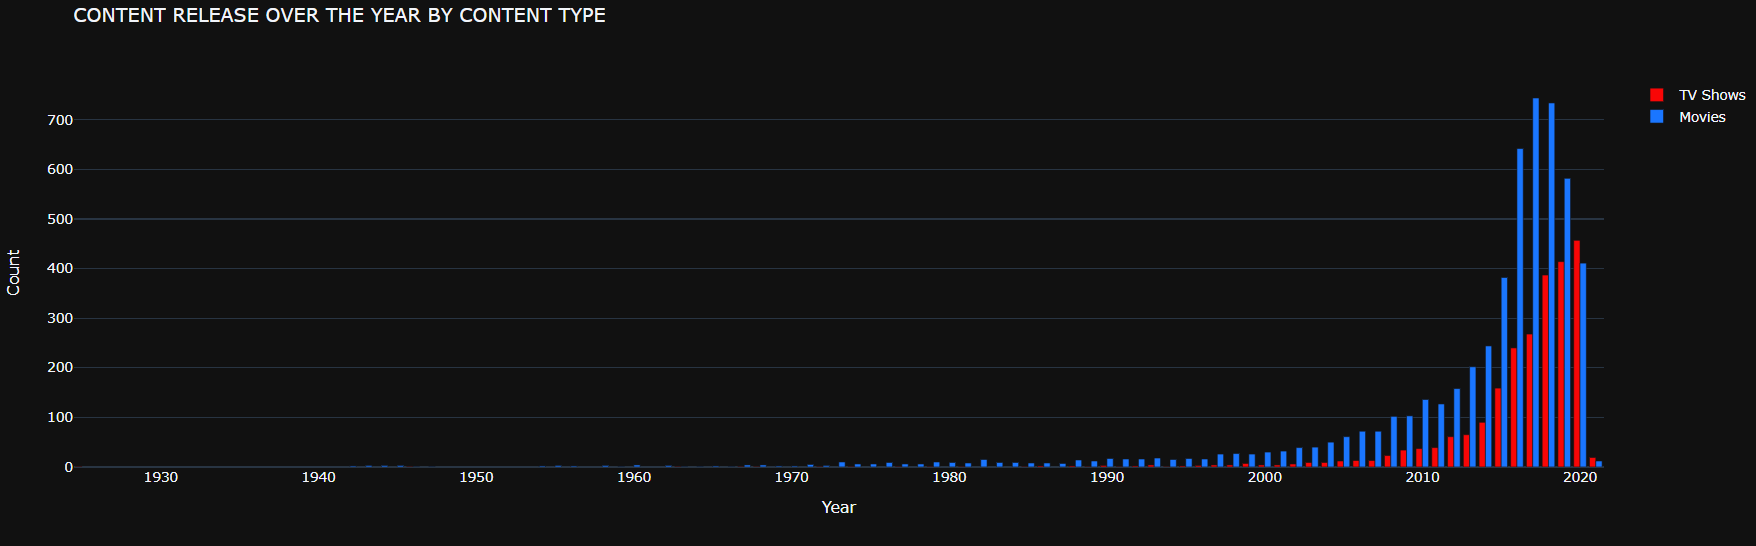 CONTENT RELEASE OVER THE YEAR BY CONTENT TYPE
TV Shows
Movies
700
600
500
400
300
200
100
0
Count
1930 1940 1950 1960 1970 1980 1990 2000 2010 2020
Year